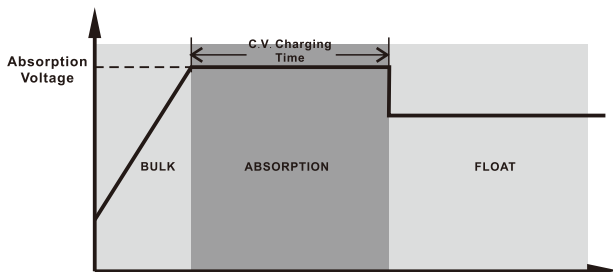 C.V. Charging
Time
Absorption
Voltage
BULK
ABSORPTION
FLOAT